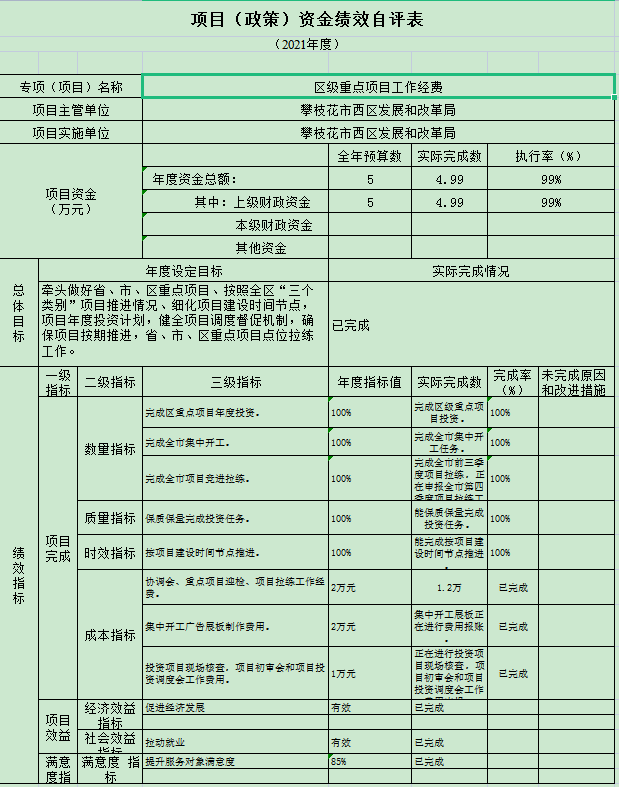 项目（政策）资金绩效自评表
（2021年度）
专项（项目）名称 区级重点项目工作经费
项目主管单位 攀枝花市西区发展和改革局
项目实施单位 攀枝花市西区发展和改革局
项目资金
（万元）
全年预算数 实际完成数 执行率（%）
年度资金总额： 5 4.99 99%
其中：上级财政资金 5 4.99 99%
本级财政资金
其他资金
总体目标
年度设定目标 实际完成情况
牵头做好省、市、区重点项目、按照全区“三个
类别”项目推进情况、细化项目建设时间节点，
项目年度投资计划，健全项目调度督促机制，确
保项目按期推进，省、市、区重点项目点位拉练
工作。
已完成
绩效指标
一级
指标
二级指标 三级指标 年度指标值 实际完成数
完成率
（%）
未完成原因
和改进措施
项目
完成
数量指标
完成区重点项目年度投资。 100%
完成区级重点项
目投资。
100%
完成全市集中开工。 100%
完成全市集中开
工任务。
100%
完成全市项目竞进拉练。 100%
完成全市前三季
度项目拉练，正
在申报全市第四
季度项目拉练工
100%
质量指标 保质保量完成投资任务。 100%
能保质保量完成
投资任务。
100%
时效指标 按项目建设时间节点推进。 100%
能完成按项目建
设时间节点推进
。
100%
成本指标
协调会、重点项目迎检、项目拉练工作经
费。
2万元 1.2万 已完成
集中开工广告展板制作费用。 2万元
集中开工展板正
在进行费用报账
。
已完成
投资项目现场核查，项目初审会和项目投
资调度会工作费用。
1万元
正在进行投资项
目现场核查，项
目初审会和项目
投资调度会工作
已完成
项目
效益
经济效益
指标
促进经济发展 有效 已完成
社会效益
指标
拉动就业 有效 已完成
满意
度指
满意度 指
标
提升服务对象满意度 85% 已完成